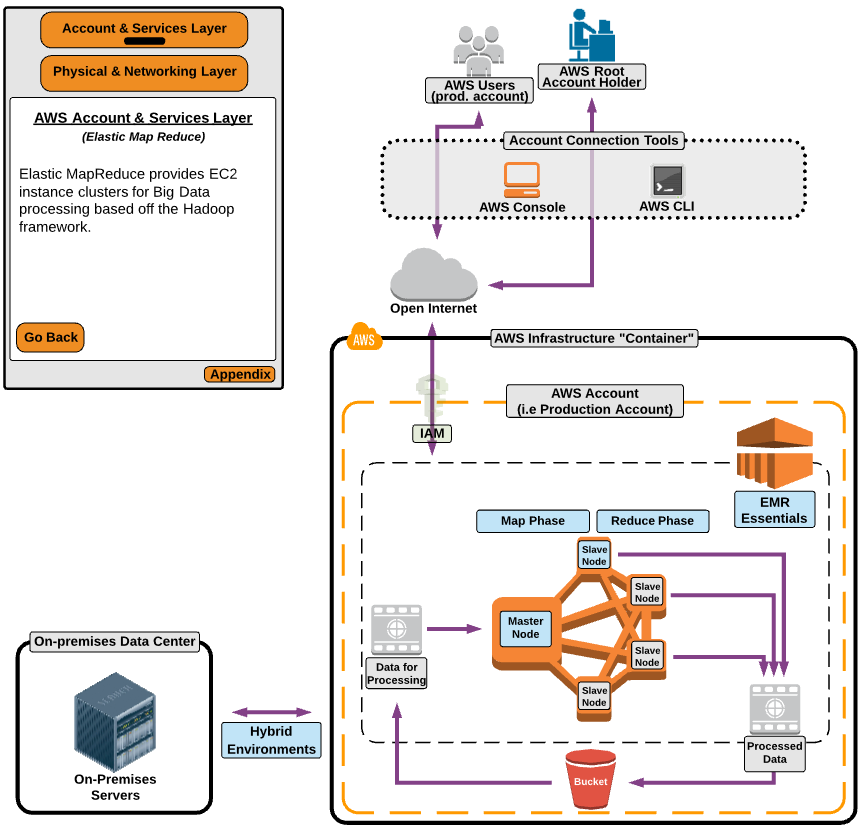 Account & Services Layer
Physical & Networking Layer
AWS Account & Services Layer
(Elastic Map Reduce)
Elastic MapReduce provides EC2
instance clusters for Big Data
processing based off the Hadoop
framework.
Go Back
Appendix
AWS Users
(prod. account)
AWS Root
Account Holder
Account Connection Tools
AWS Console
AWS CLI
Open Internet
AWS
AWS Infrastructure "Container"
AWS Account
(i.e Production Account)
IAM
EMR
Essentials
Map Phase
Reduce Phase
Slave
Node
Slave
Node
Master
Node
Slave
Node
Slave
Node
Data for
Processing
Processed
Data
Bucket
On-premises Data Center
On-Premises
Servers
Hybrid
Environments